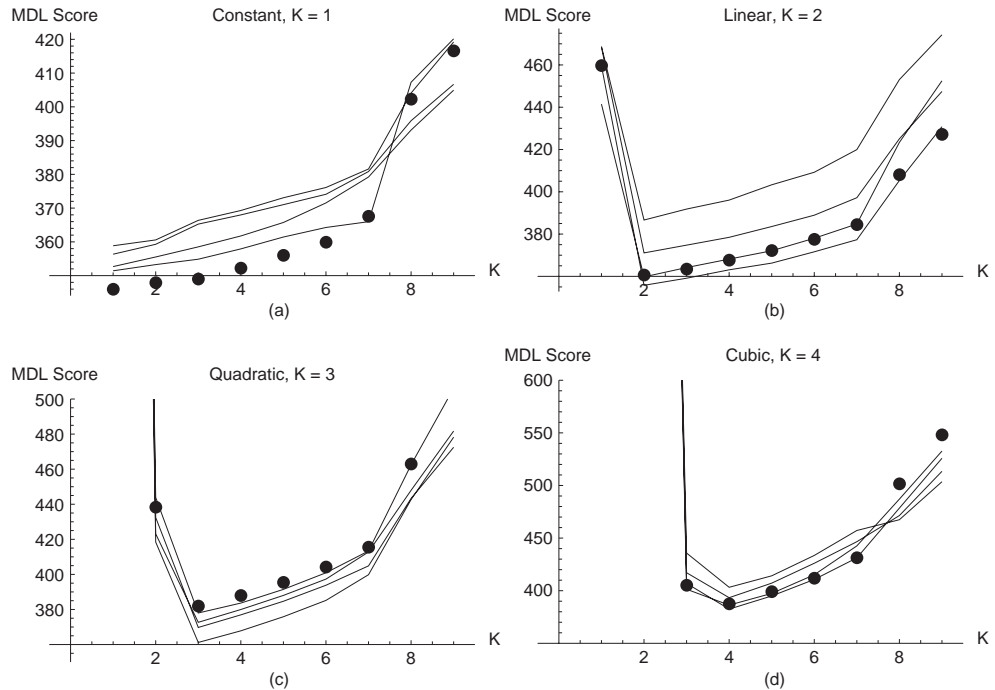 MDL Score
Constant, K = 1
420
410
400
390
380
370
360
2
4
6
8
K
(a)
MDL Score
Linear, K = 2
460
440
420
400
380
2
4
6
8
K
(b)
MDL Score
Quadratic, K = 3
500
480
460
440
420
400
380
2
4
6
8
K
(c)
MDL Score
Cubic, K = 4
600
550
500
450
400
2
4
6
8
K
(d)